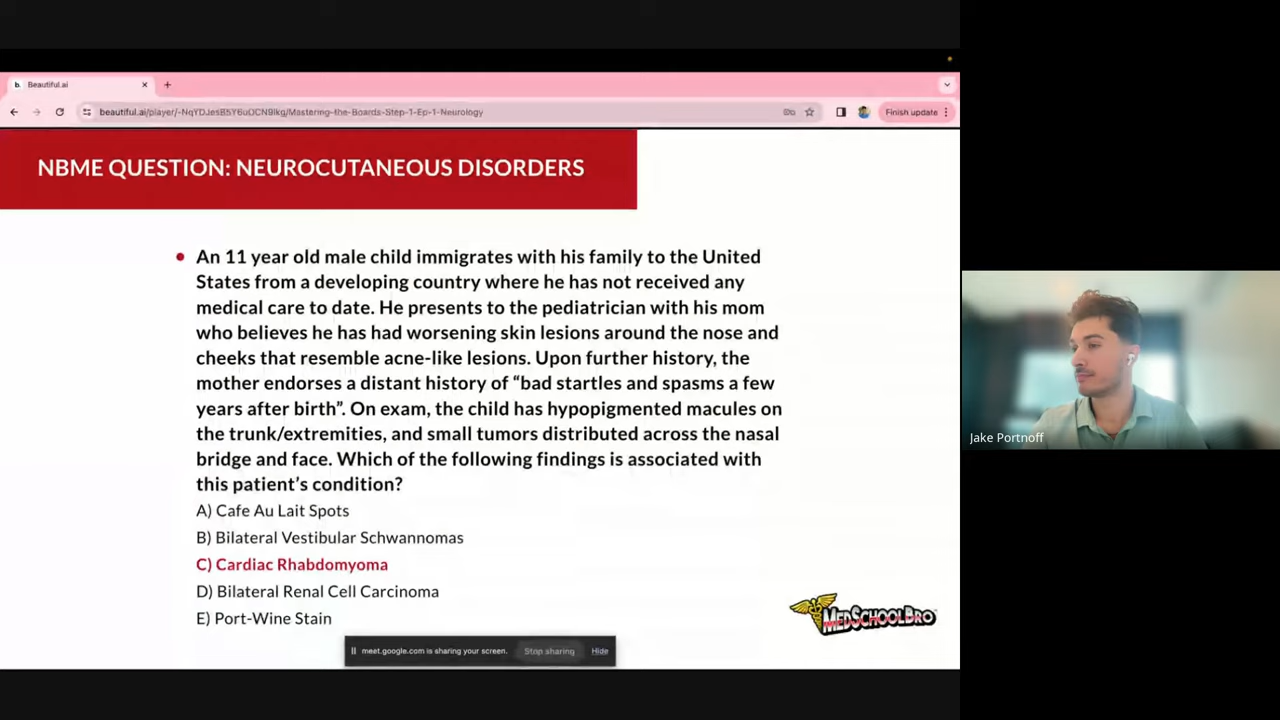 b. Beautiful.ai
beautiful.ai/player/-NqYDJesB5Y6uOCN9lkg/Mastering-the-Boards-Step-1-Ep-1-Neurology
Finish update
NBME QUESTION: NEUROCUTANEOUS DISORDERS
• An 11 year old male child immigrates with his family to the United
States from a developing country where he has not received any
medical care to date. He presents to the pediatrician with his mom
who believes he has had worsening skin lesions around the nose and
cheeks that resemble acne-like lesions. Upon further history, the
mother endorses a distant history of “bad startles and spasms a few
years after birth”. On exam, the child has hypopigmented macules on
the trunk/extremities, and small tumors distributed across the nasal
bridge and face. Which of the following findings is associated with
this patient’s condition?
A) Cafe Au Lait Spots
B) Bilateral Vestibular Schwannomas
C) Cardiac Rhabdomyoma
D) Bilateral Renal Cell Carcinoma
E) Port-Wine Stain
MEDSCHOOLBRO
meet.google.com is sharing your screen. Stop sharing Hide
Jake Portnoff